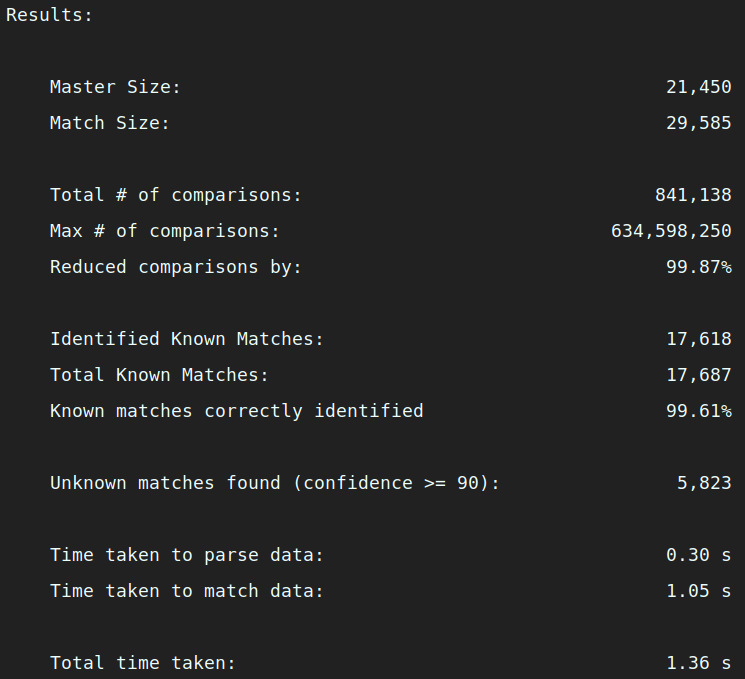 Results:
Master Size: 21,450
Match Size: 29,585
Total # of comparisons: 841,138
Max # of comparisons: 634,598,250
Reduced comparisons by: 99.87%
Identified Known Matches: 17,618
Total Known Matches: 17,687
Known matches correctly identified 99.61%
Unknown matches found (confidence >= 90): 5,823
Time taken to parse data: 0.30 s
Time taken to match data: 1.05 s
Total time taken: 1.36 s